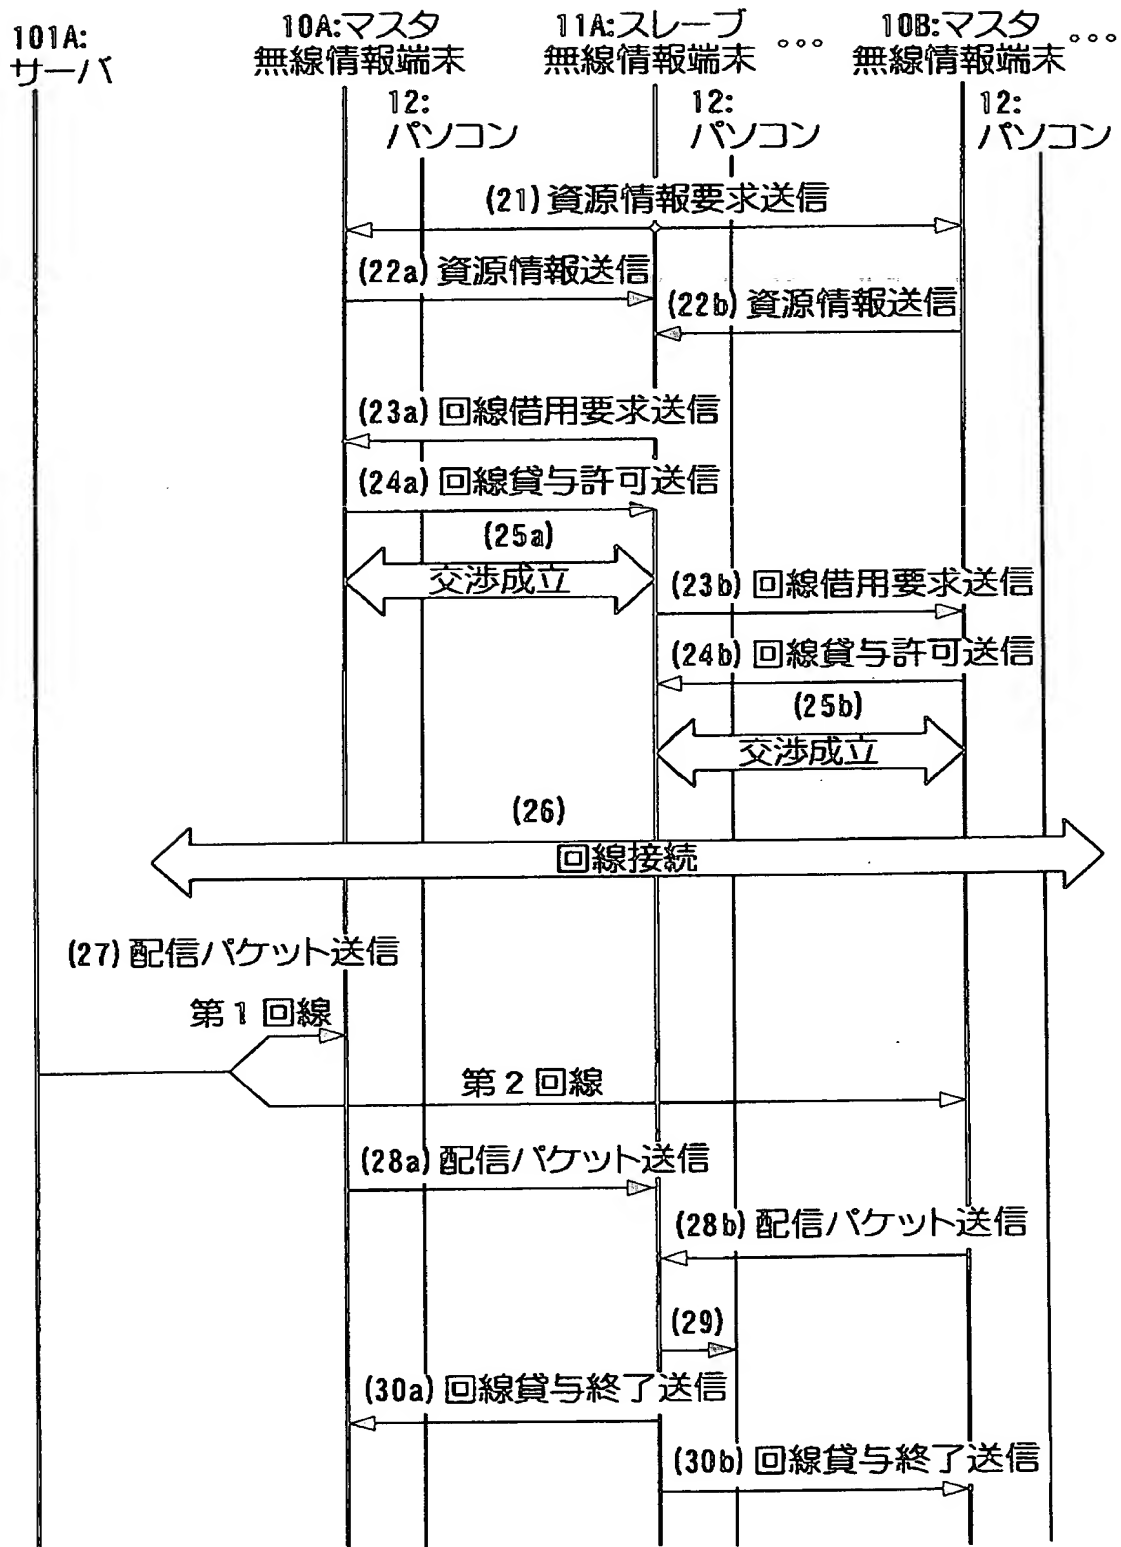 101A:
サーバ
10A:マスタ
無線情報端末
11A:スレーブ
無線情報端末
10B:マスタ
無線情報端末
12:
パソコン
12:
パソコン
12:
パソコン
(21)資源情報要求送信
(22a)資源情報送信
(22b)資源情報送信
(23a)回線借用要求送信
(24a)回線貸与許可送信
(25a)
交渉成立
(23b)回線借用要求送信
(24b)回線貸与許可送信
(25b)
交渉成立
(26)
回線接続
(27)配信パケット送信
第1回線
第2回線
(28a)配信パケット送信
(28b)配信パケット送信
(29)
(30a)回線貸与終了送信
(30b)回線貸与終了送信